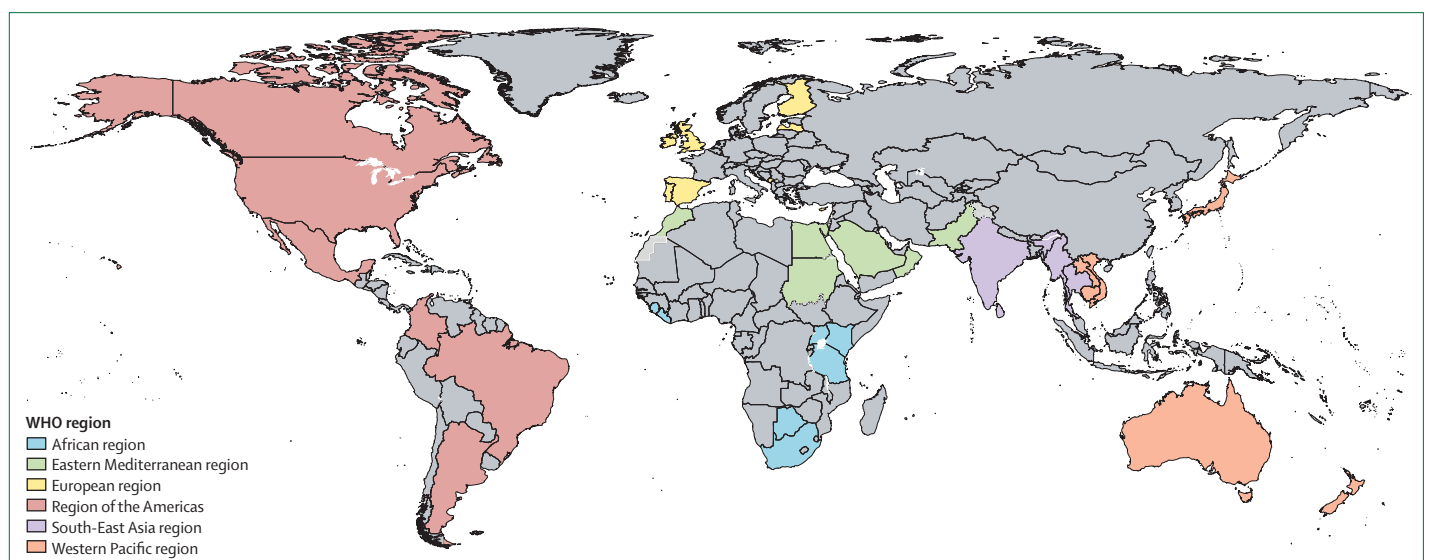 WHO region
African region
Eastern Mediterranean region
European region
Region of the Americas
South-East Asia region
Western Pacific region